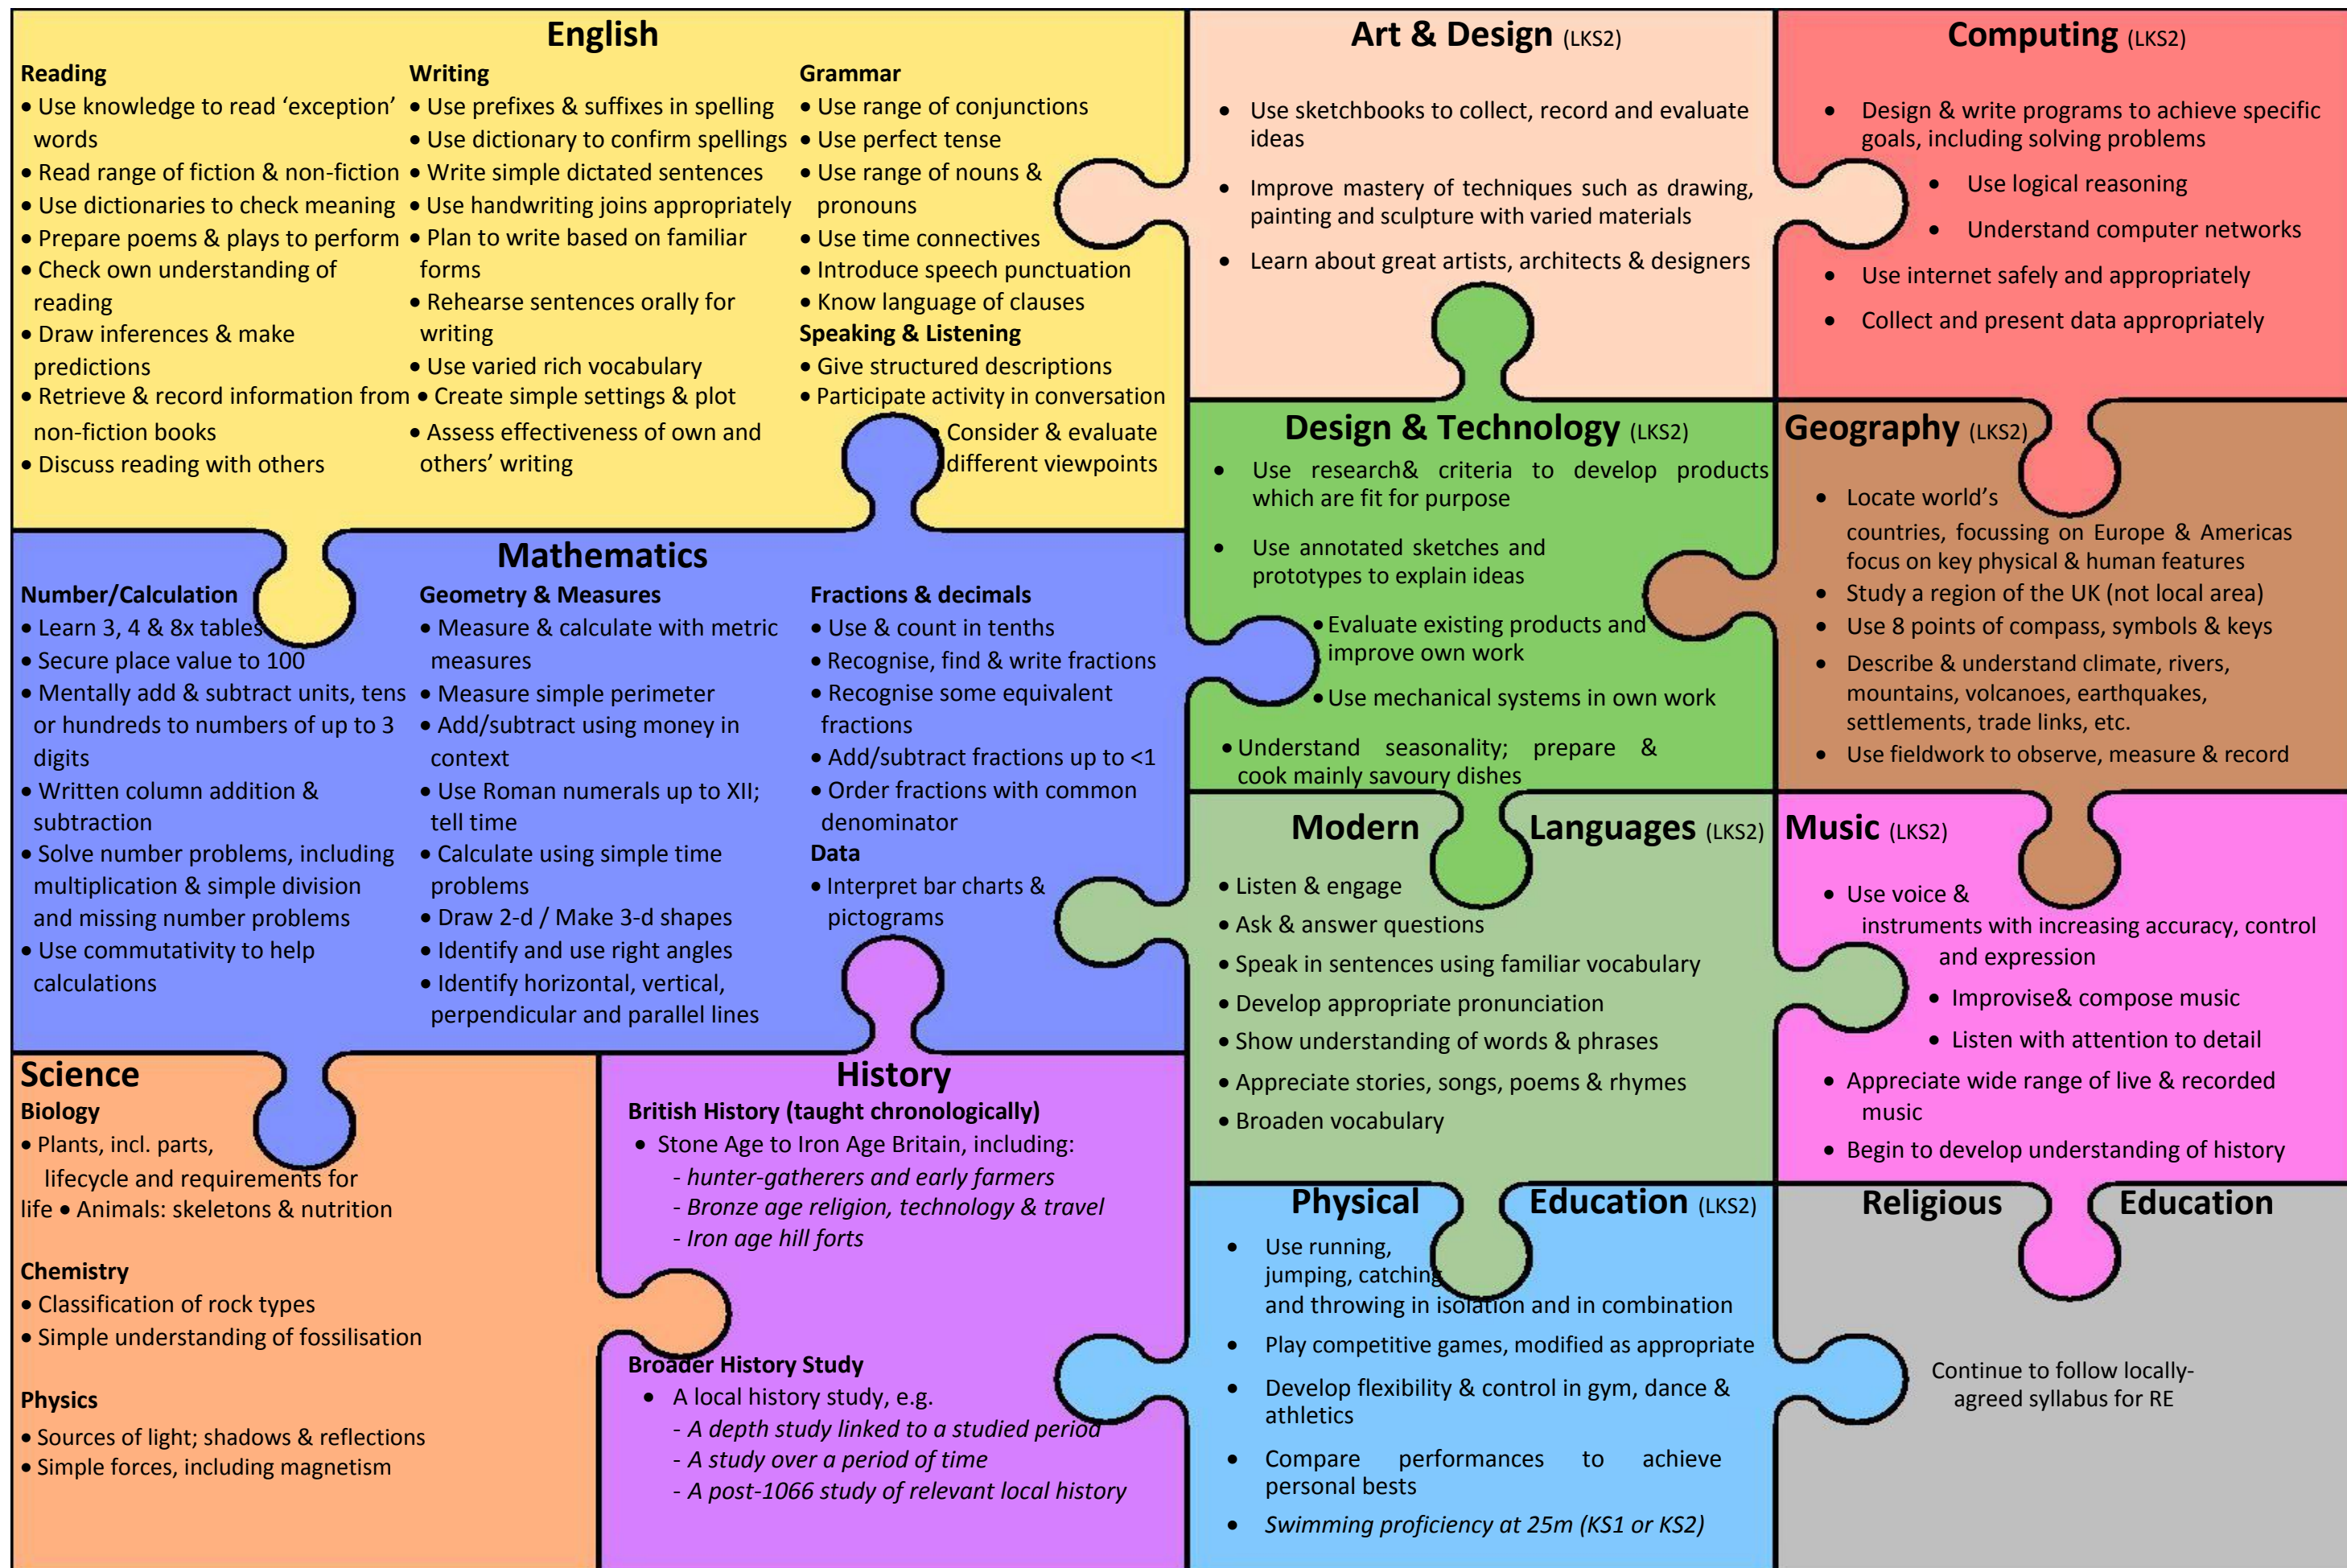 English
Reading
• Use knowledge to read ‘exception’
words
• Read range of fiction & non-fiction
• Use dictionaries to check meaning
• Prepare poems & plays to perform
• Check own understanding of
reading
• Draw inferences & make
predictions
• Retrieve & record information from
non-fiction books
• Discuss reading with others
Writing
• Use prefixes & suffixes in spelling
• Use dictionary to confirm spellings
• Write simple dictated sentences
• Use handwriting joins appropriately
• Plan to write based on familiar
forms
• Rehearse sentences orally for
writing
• Use varied rich vocabulary
• Create simple settings & plot
• Assess effectiveness of own and
others’ writing
Grammar
• Use range of conjunctions
• Use perfect tense
• Use range of nouns &
pronouns
• Use time connectives
• Introduce speech punctuation
• Know language of clauses
Speaking & Listening
• Give structured descriptions
• Participate activity in conversation
• Consider & evaluate
different viewpoints
Art & Design (LKS2)
• Use sketchbooks to collect, record and evaluate
ideas
• Improve mastery of techniques such as drawing,
painting and sculpture with varied materials
• Learn about great artists, architects & designers
Computing (LKS2)
• Design & write programs to achieve specific
goals, including solving problems
• Use logical reasoning
• Understand computer networks
• Use internet safely and appropriately
• Collect and present data appropriately
Design & Technology (LKS2)
• Use research& criteria to develop products
which are fit for purpose
• Use annotated sketches and
prototypes to explain ideas
• Evaluate existing products and
improve own work
• Use mechanical systems in own work
• Understand seasonality; prepare &
cook mainly savoury dishes
Geography (LKS2)
• Locate world’s
countries, focussing on Europe & Americas
focus on key physical & human features
• Study a region of the UK (not local area)
• Use 8 points of compass, symbols & keys
• Describe & understand climate, rivers,
mountains, volcanoes, earthquakes,
settlements, trade links, etc.
• Use fieldwork to observe, measure & record
Mathematics
Number/Calculation
• Learn 3, 4 & 8x tables
• Secure place value to 100
• Mentally add & subtract units, tens
or hundreds to numbers of up to 3
digits
• Written column addition &
subtraction
• Solve number problems, including
multiplication & simple division
and missing number problems
• Use commutativity to help
calculations
Geometry & Measures
• Measure & calculate with metric
measures
• Measure simple perimeter
• Add/subtract using money in
context
• Use Roman numerals up to XII;
tell time
• Calculate using simple time
problems
• Draw 2-d / Make 3-d shapes
• Identify and use right angles
• Identify horizontal, vertical,
perpendicular and parallel lines
Fractions & decimals
• Use & count in tenths
• Recognise, find & write fractions
• Recognise some equivalent
fractions
• Add/subtract fractions up to <1
• Order fractions with common
denominator
Data
• Interpret bar charts &
pictograms
Modern Languages (LKS2)
• Listen & engage
• Ask & answer questions
• Speak in sentences using familiar vocabulary
• Develop appropriate pronunciation
• Show understanding of words & phrases
• Appreciate stories, songs, poems & rhymes
• Broaden vocabulary
Music (LKS2)
• Use voice &
instruments with increasing accuracy, control
and expression
• Improvise& compose music
• Listen with attention to detail
• Appreciate wide range of live & recorded
music
• Begin to develop understanding of history
Science
Biology
• Plants, incl. parts,
lifecycle and requirements for
life • Animals: skeletons & nutrition
Chemistry
• Classification of rock types
• Simple understanding of fossilisation
Physics
• Sources of light; shadows & reflections
• Simple forces, including magnetism
History
British History (taught chronologically)
• Stone Age to Iron Age Britain, including:
- hunter-gatherers and early farmers
- Bronze age religion, technology & travel
- Iron age hill forts
Broader History Study
• A local history study, e.g.
- A depth study linked to a studied period
- A study over a period of time
- A post-1066 study of relevant local history
Physical Education (LKS2)
• Use running,
jumping, catching
and throwing in isolation and in combination
• Play competitive games, modified as appropriate
• Develop flexibility & control in gym, dance &
athletics
• Compare performances to achieve
personal bests
• Swimming proficiency at 25m (KS1 or KS2)
Religious Education
Continue to follow locally-
agreed syllabus for RE